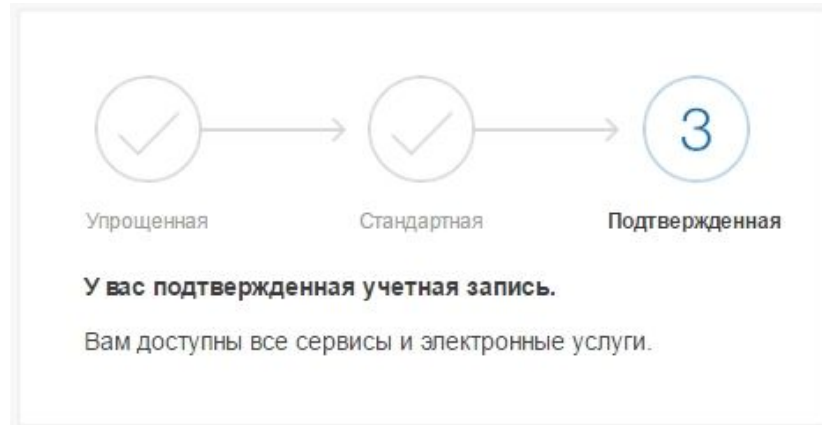 3
Упрощенная Стандартная Подтвержденная
У вас подтвержденная учетная запись.
Вам доступны все сервисы и электронные услуги.